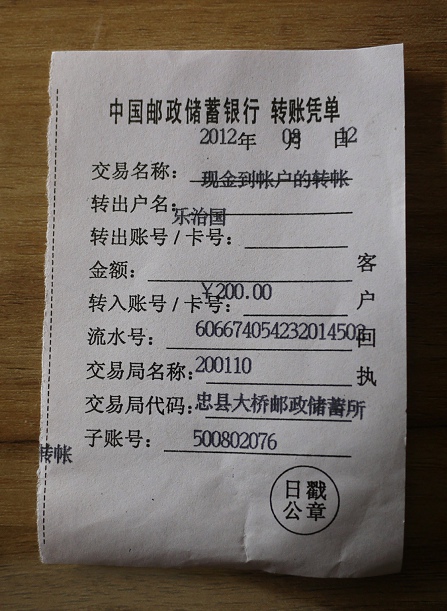 中国邮政储蓄银行 转账凭单
2012年 08月 12日
交易名称： 现金到帐户的转帐
转出户名： 乐治国
转出账号/卡号：
金额：
¥200.00
转入账号/卡号：
流水号： 606674054232014502
交易局名称： 200110
交易局代码： 忠县大桥邮政储蓄所
子账号： 500802076
转帐
客户回执
日戳
公章